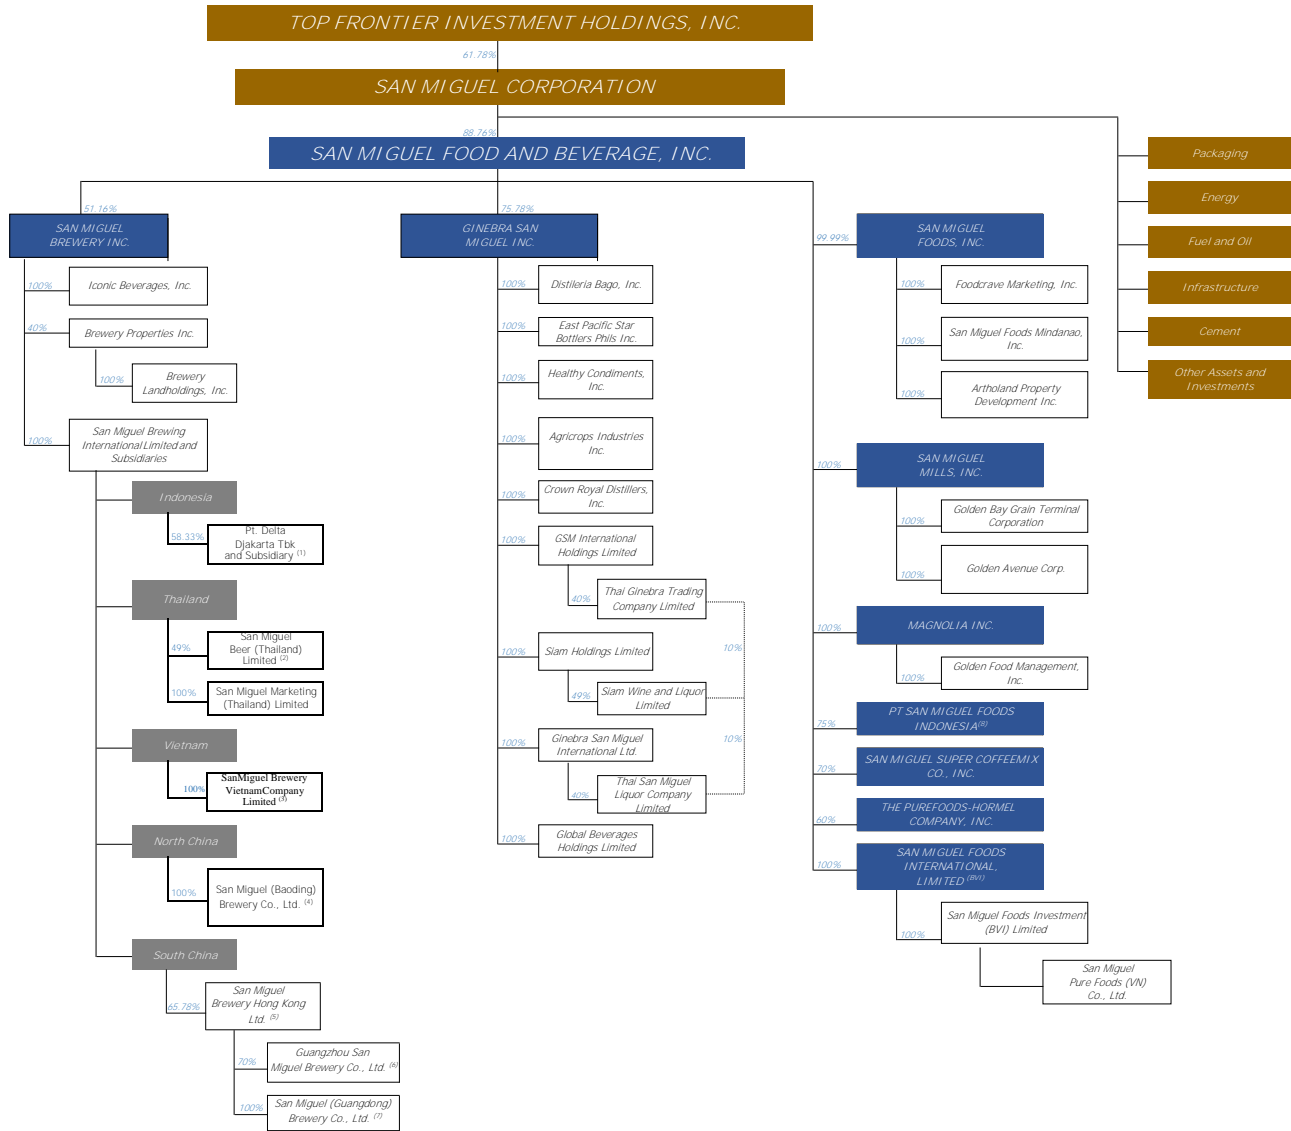 TOP FRONTIER INVESTMENT HOLDINGS, INC.
61.78%
SAN MIGUEL CORPORATION
88.76%
SAN MIGUEL FOOD AND BEVERAGE, INC.
Packaging
Energy
Fuel and Oil
Infrastructure
Cement
Other Assets and
Investments
51.16%
SAN MIGUEL
BREWERY INC.
100%
Iconic Beverages, Inc.
40%
Brewery Properties Inc.
100%
Brewery
Landholdings, Inc.
100%
San Miguel Brewing
International Limited and
Subsidiaries
Indonesia
58.33%
Pt. Delta
Djakarta Tbk
and Subsidiary (1)
Thailand
49%
San Miguel
Beer (Thailand)
Limited (2)
100%
San Miguel Marketing
(Thailand) Limited
Vietnam
100%
SanMiguel Brewery
VietnamCompany
Limited (3)
North China
100%
San Miguel (Baoding)
Brewery Co., Ltd. (4)
South China
65.78%
San Miguel
Brewery Hong Kong
Ltd. (5)
70%
Guangzhou San
Miguel Brewery Co., Ltd. (6)
100%
San Miguel (Guangdong)
Brewery Co., Ltd. (7)
75.78%
GINEBRA SAN
MIGUEL INC.
100%
Distileria Bago, Inc.
100%
East Pacific Star
Bottlers Phils Inc.
100%
Healthy Condiments,
Inc.
100%
Agricrops Industries
Inc.
100%
Crown Royal Distillers,
Inc.
100%
GSM International
Holdings Limited
40%
Thai Ginebra Trading
Company Limited
100%
Siam Holdings Limited
10%
49%
Siam Wine and Liquor
Limited
100%
Ginebra San Miguel
International Ltd.
10%
40%
Thai San Miguel
Liquor Company
Limited
100%
Global Beverages
Holdings Limited
99.99%
SAN MIGUEL
FOODS, INC.
100%
Foodcrave Marketing, Inc.
100%
San Miguel Foods Mindanao,
Inc.
100%
Artholand Property
Development Inc.
100%
SAN MIGUEL
MILLS, INC.
100%
Golden Bay Grain Terminal
Corporation
100%
Golden Avenue Corp.
100%
MAGNOLIA INC.
100%
Golden Food Management,
Inc.
75%
PT SAN MIGUEL FOODS
INDONESIA(8)
70%
SAN MIGUEL SUPER COFFEEMIX
CO., INC.
60%
THE PUREFOODS-HORMEL
COMPANY, INC.
100%
SAN MIGUEL FOODS
INTERNATIONAL,
LIMITED (BVI)
100%
San Miguel Foods Investment
(BVI) Limited
San Miguel
Pure Foods (VN)
Co., Ltd.